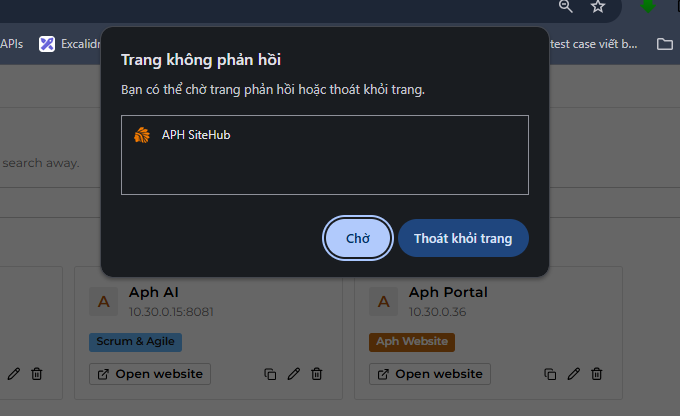 APIs
Excalidr
test case viết b...
Trang không phản hồi
Bạn có thể chờ trang phản hồi hoặc thoát khỏi trang.
APH SiteHub
search away.
Chờ
Thoát khỏi trang
A
Aph AI
10.30.0.15:8081
Scrum & Agile
Open website
A
Aph Portal
10.30.0.36
Aph Website
Open website